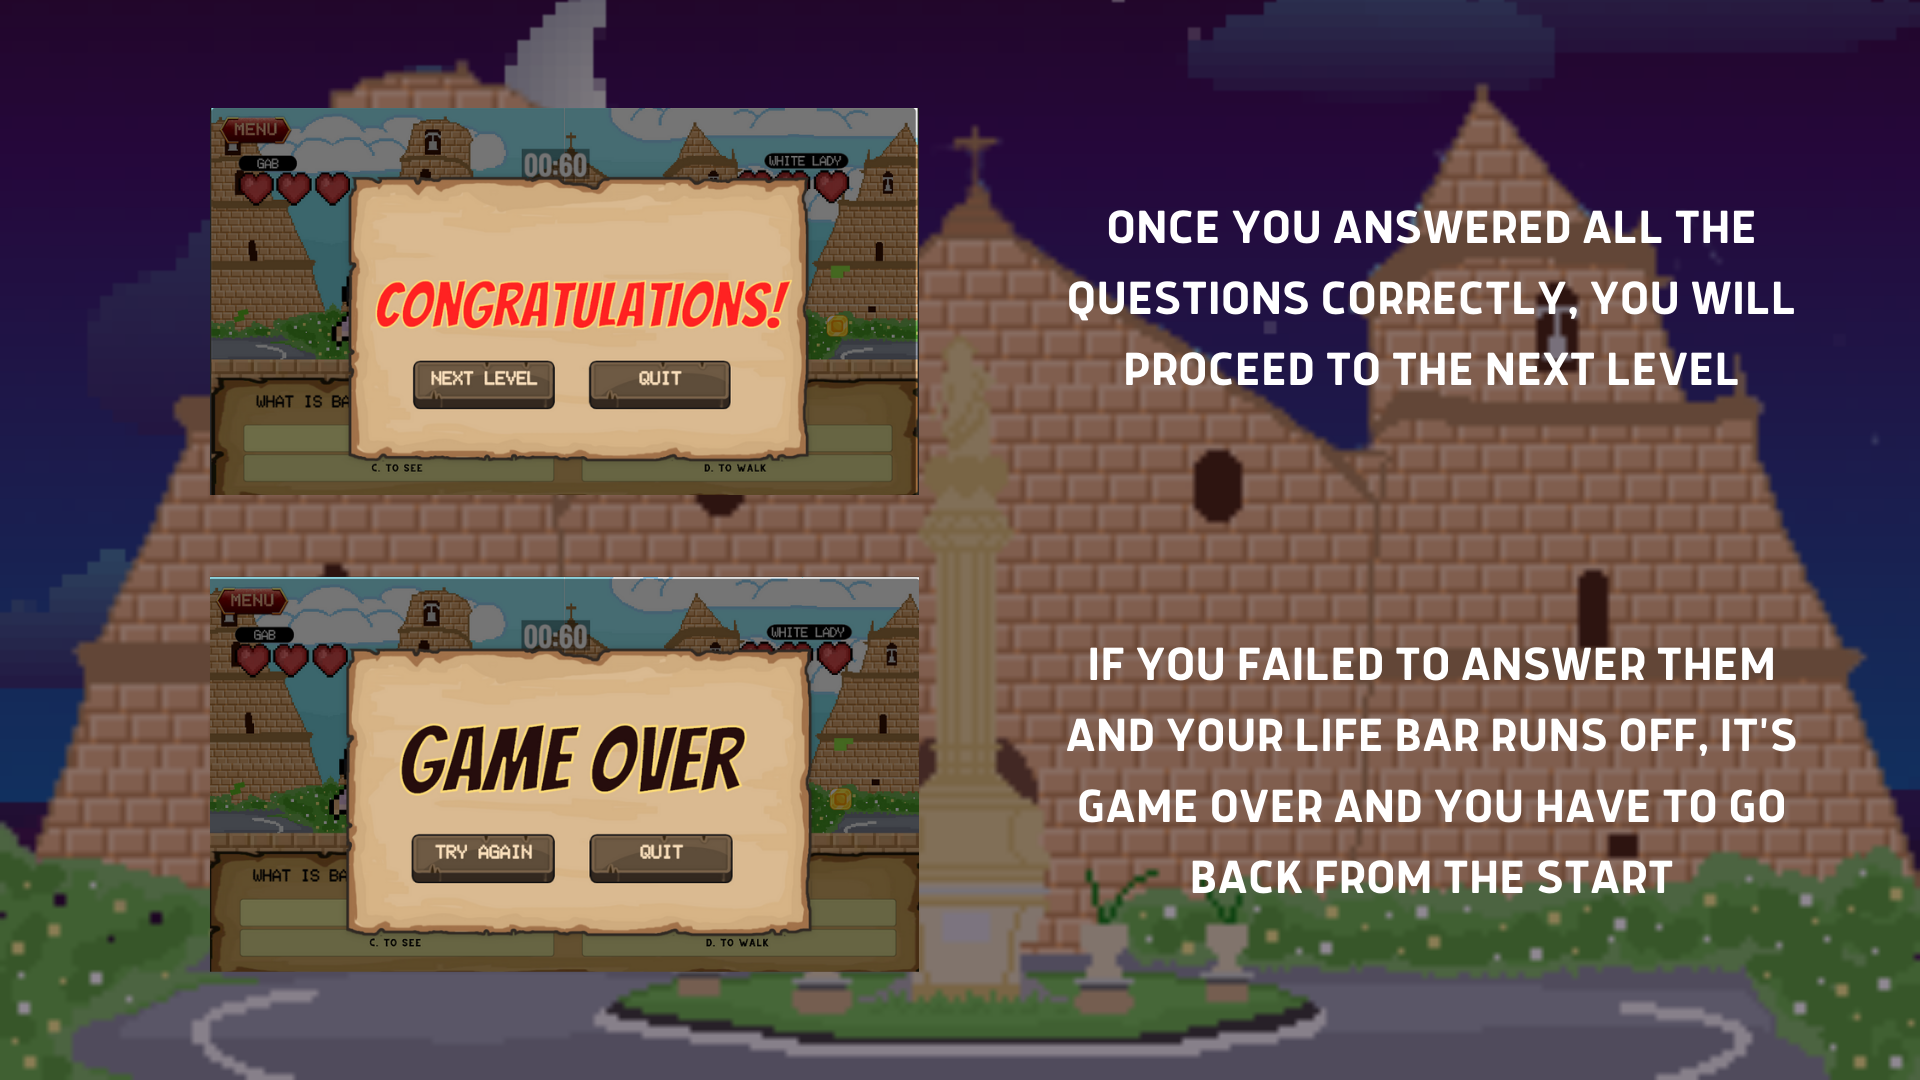 MENU
GAB
00:60
WHITE LADY
CONGRATULATIONS!
NEXT LEVEL
QUIT
WHAT IS BA
C. TO SEE
D. TO WALK
ONCE YOU ANSWERED ALL THE
QUESTIONS CORRECTLY, YOU WILL
PROCEED TO THE NEXT LEVEL
MENU
GAB
00:60
WHITE LADY
GAME OVER
TRY AGAIN
QUIT
WHAT IS BA
C. TO SEE
D. TO WALK
IF YOU FAILED TO ANSWER THEM
AND YOUR LIFE BAR RUNS OFF, IT'S
GAME OVER AND YOU HAVE TO GO
BACK FROM THE START